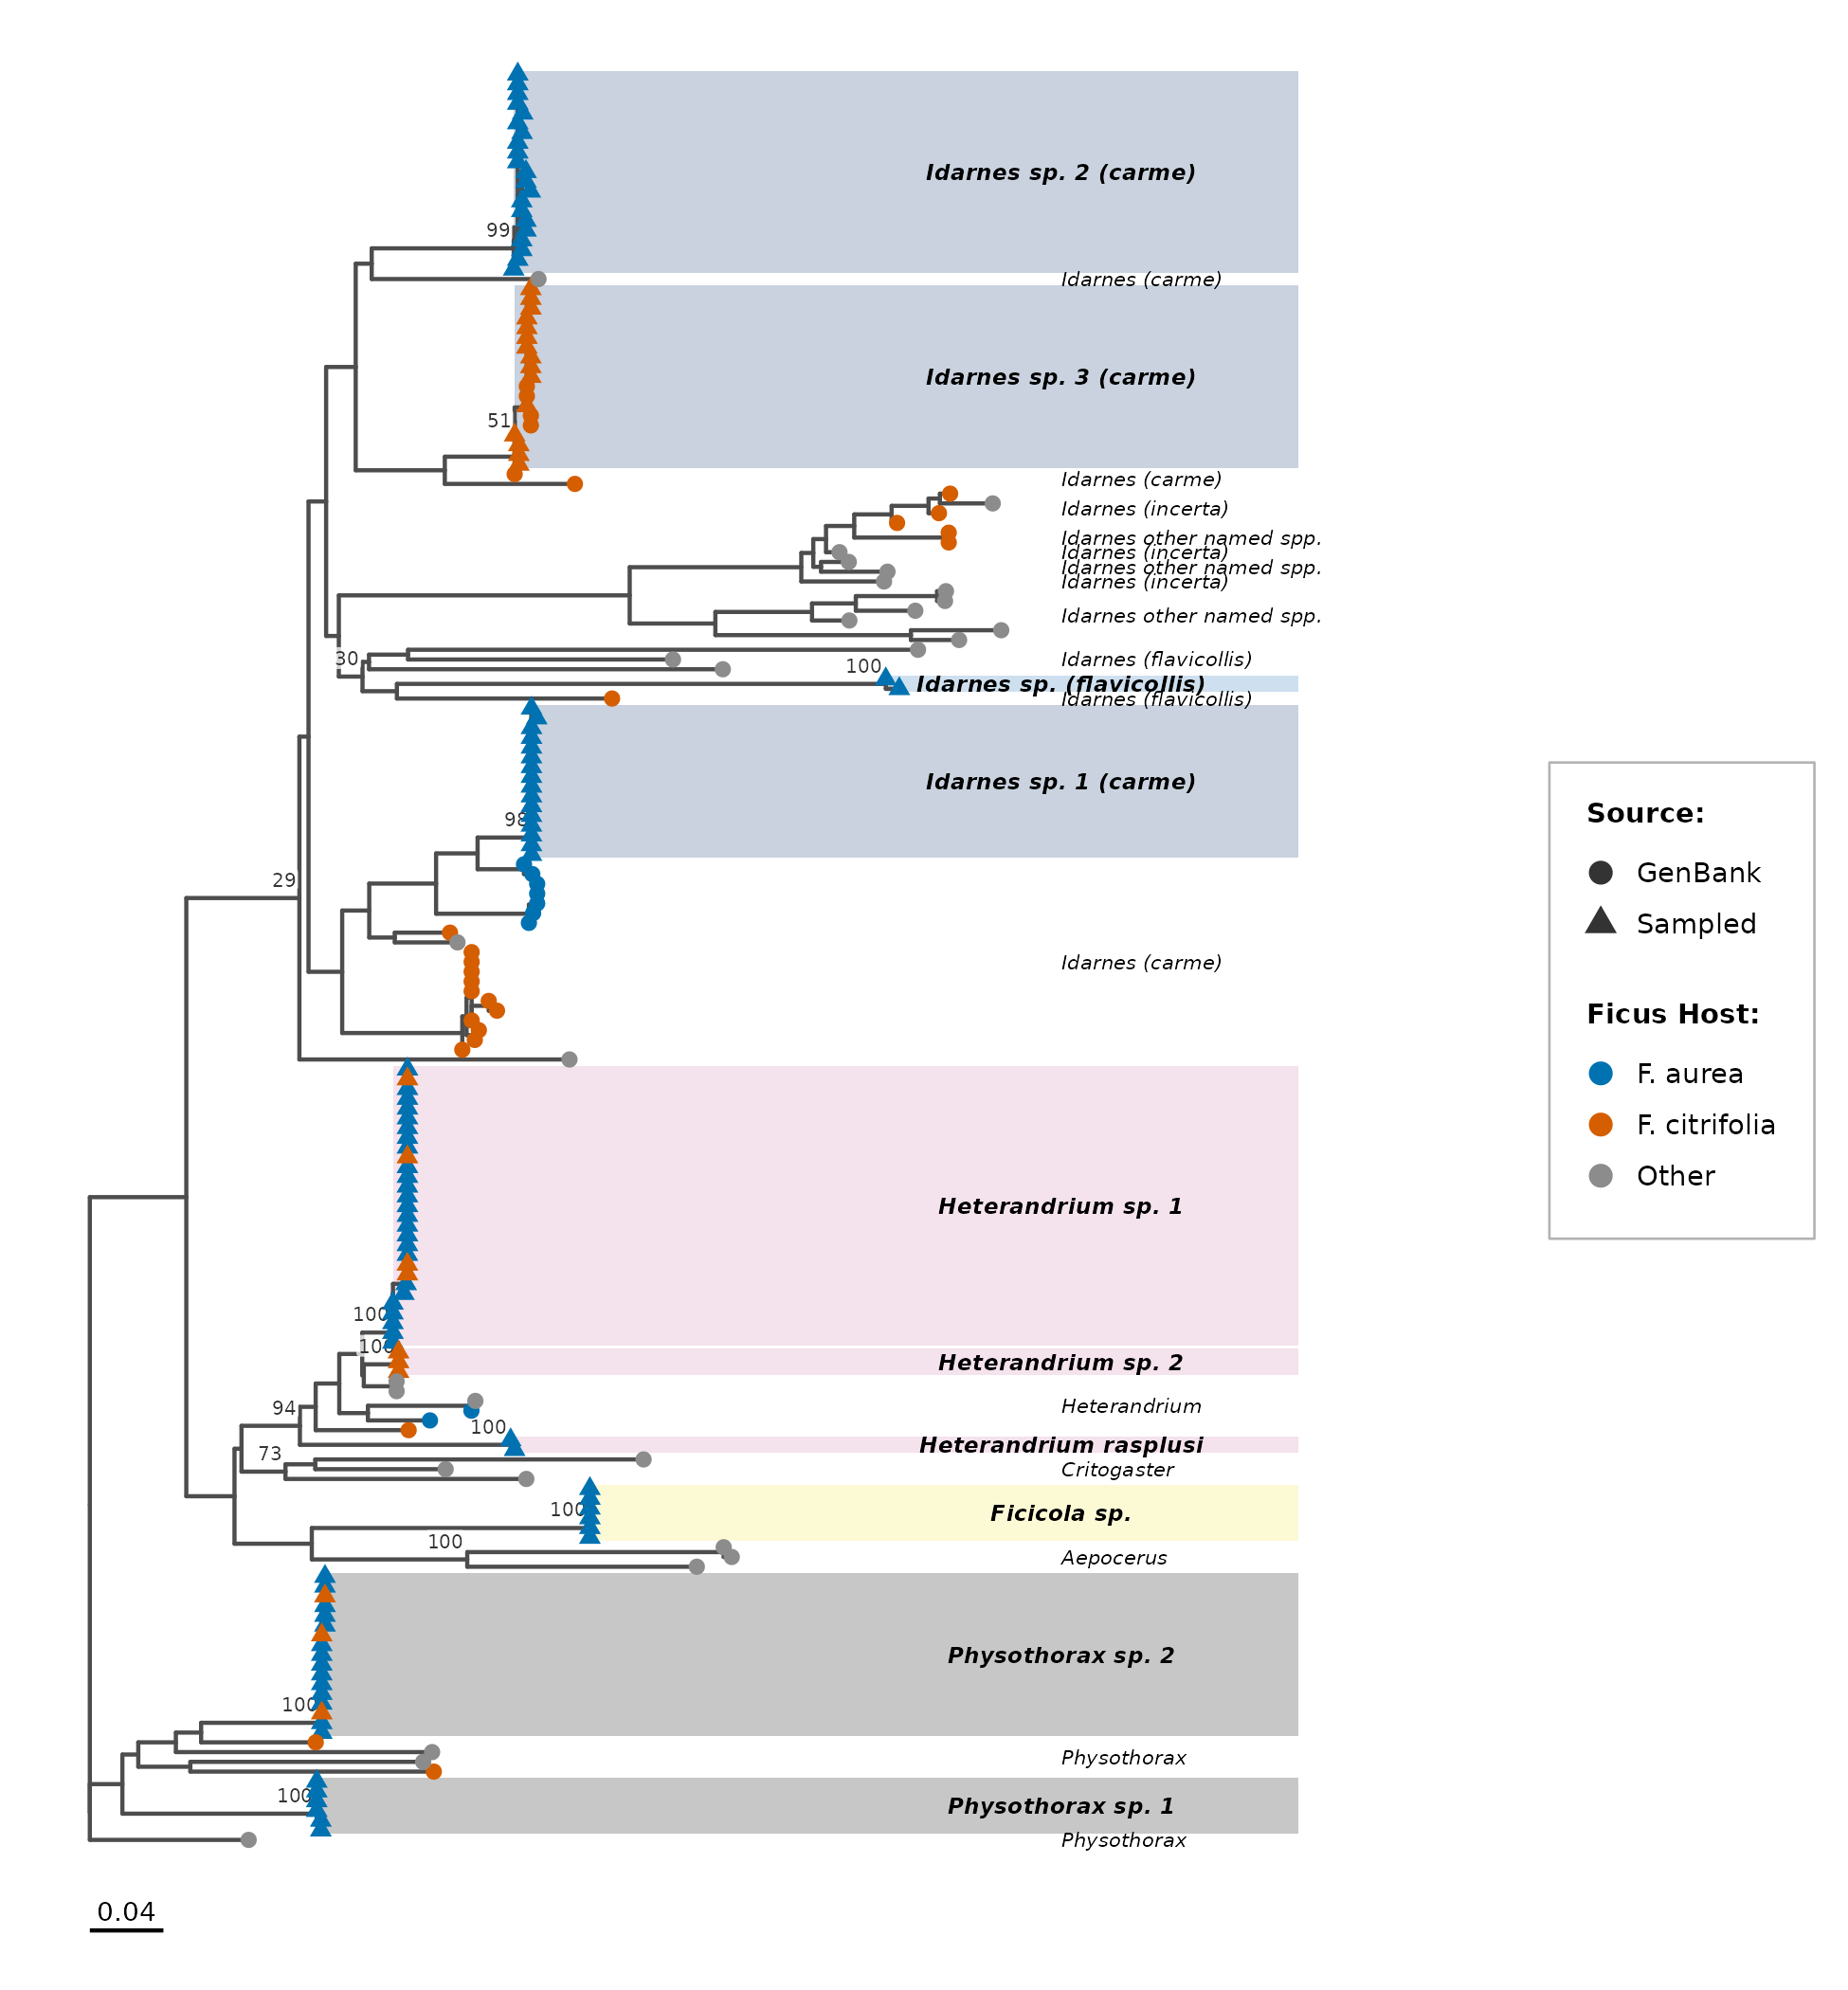 Idarnes sp. 2 (carme)
99
Idarnes (carme)
Idarnes sp. 3 (carme)
51
Idarnes (carme)
Idarnes (incerta)
Idarnes other named spp.
Idarnes (incerta)
Idarnes other named spp.
Idarnes (incerta)
Idarnes other named spp.
30
Idarnes (flavicollis)
100
Idarnes sp. (flavicollis)
Idarnes (flavicollis)
Idarnes sp. 1 (carme)
98
29
Idarnes (carme)
Heterandrium sp. 1
100
100
Heterandrium sp. 2
94
Heterandrium
100
Heterandrium rasplusi
73
Critogaster
100
Ficicola sp.
100
Aepocerus
Physothorax sp. 2
100
Physothorax
100
Physothorax sp. 1
Physothorax
0.04
Source:
GenBank
Sampled
Ficus Host:
F. aurea
F. citrifolia
Other